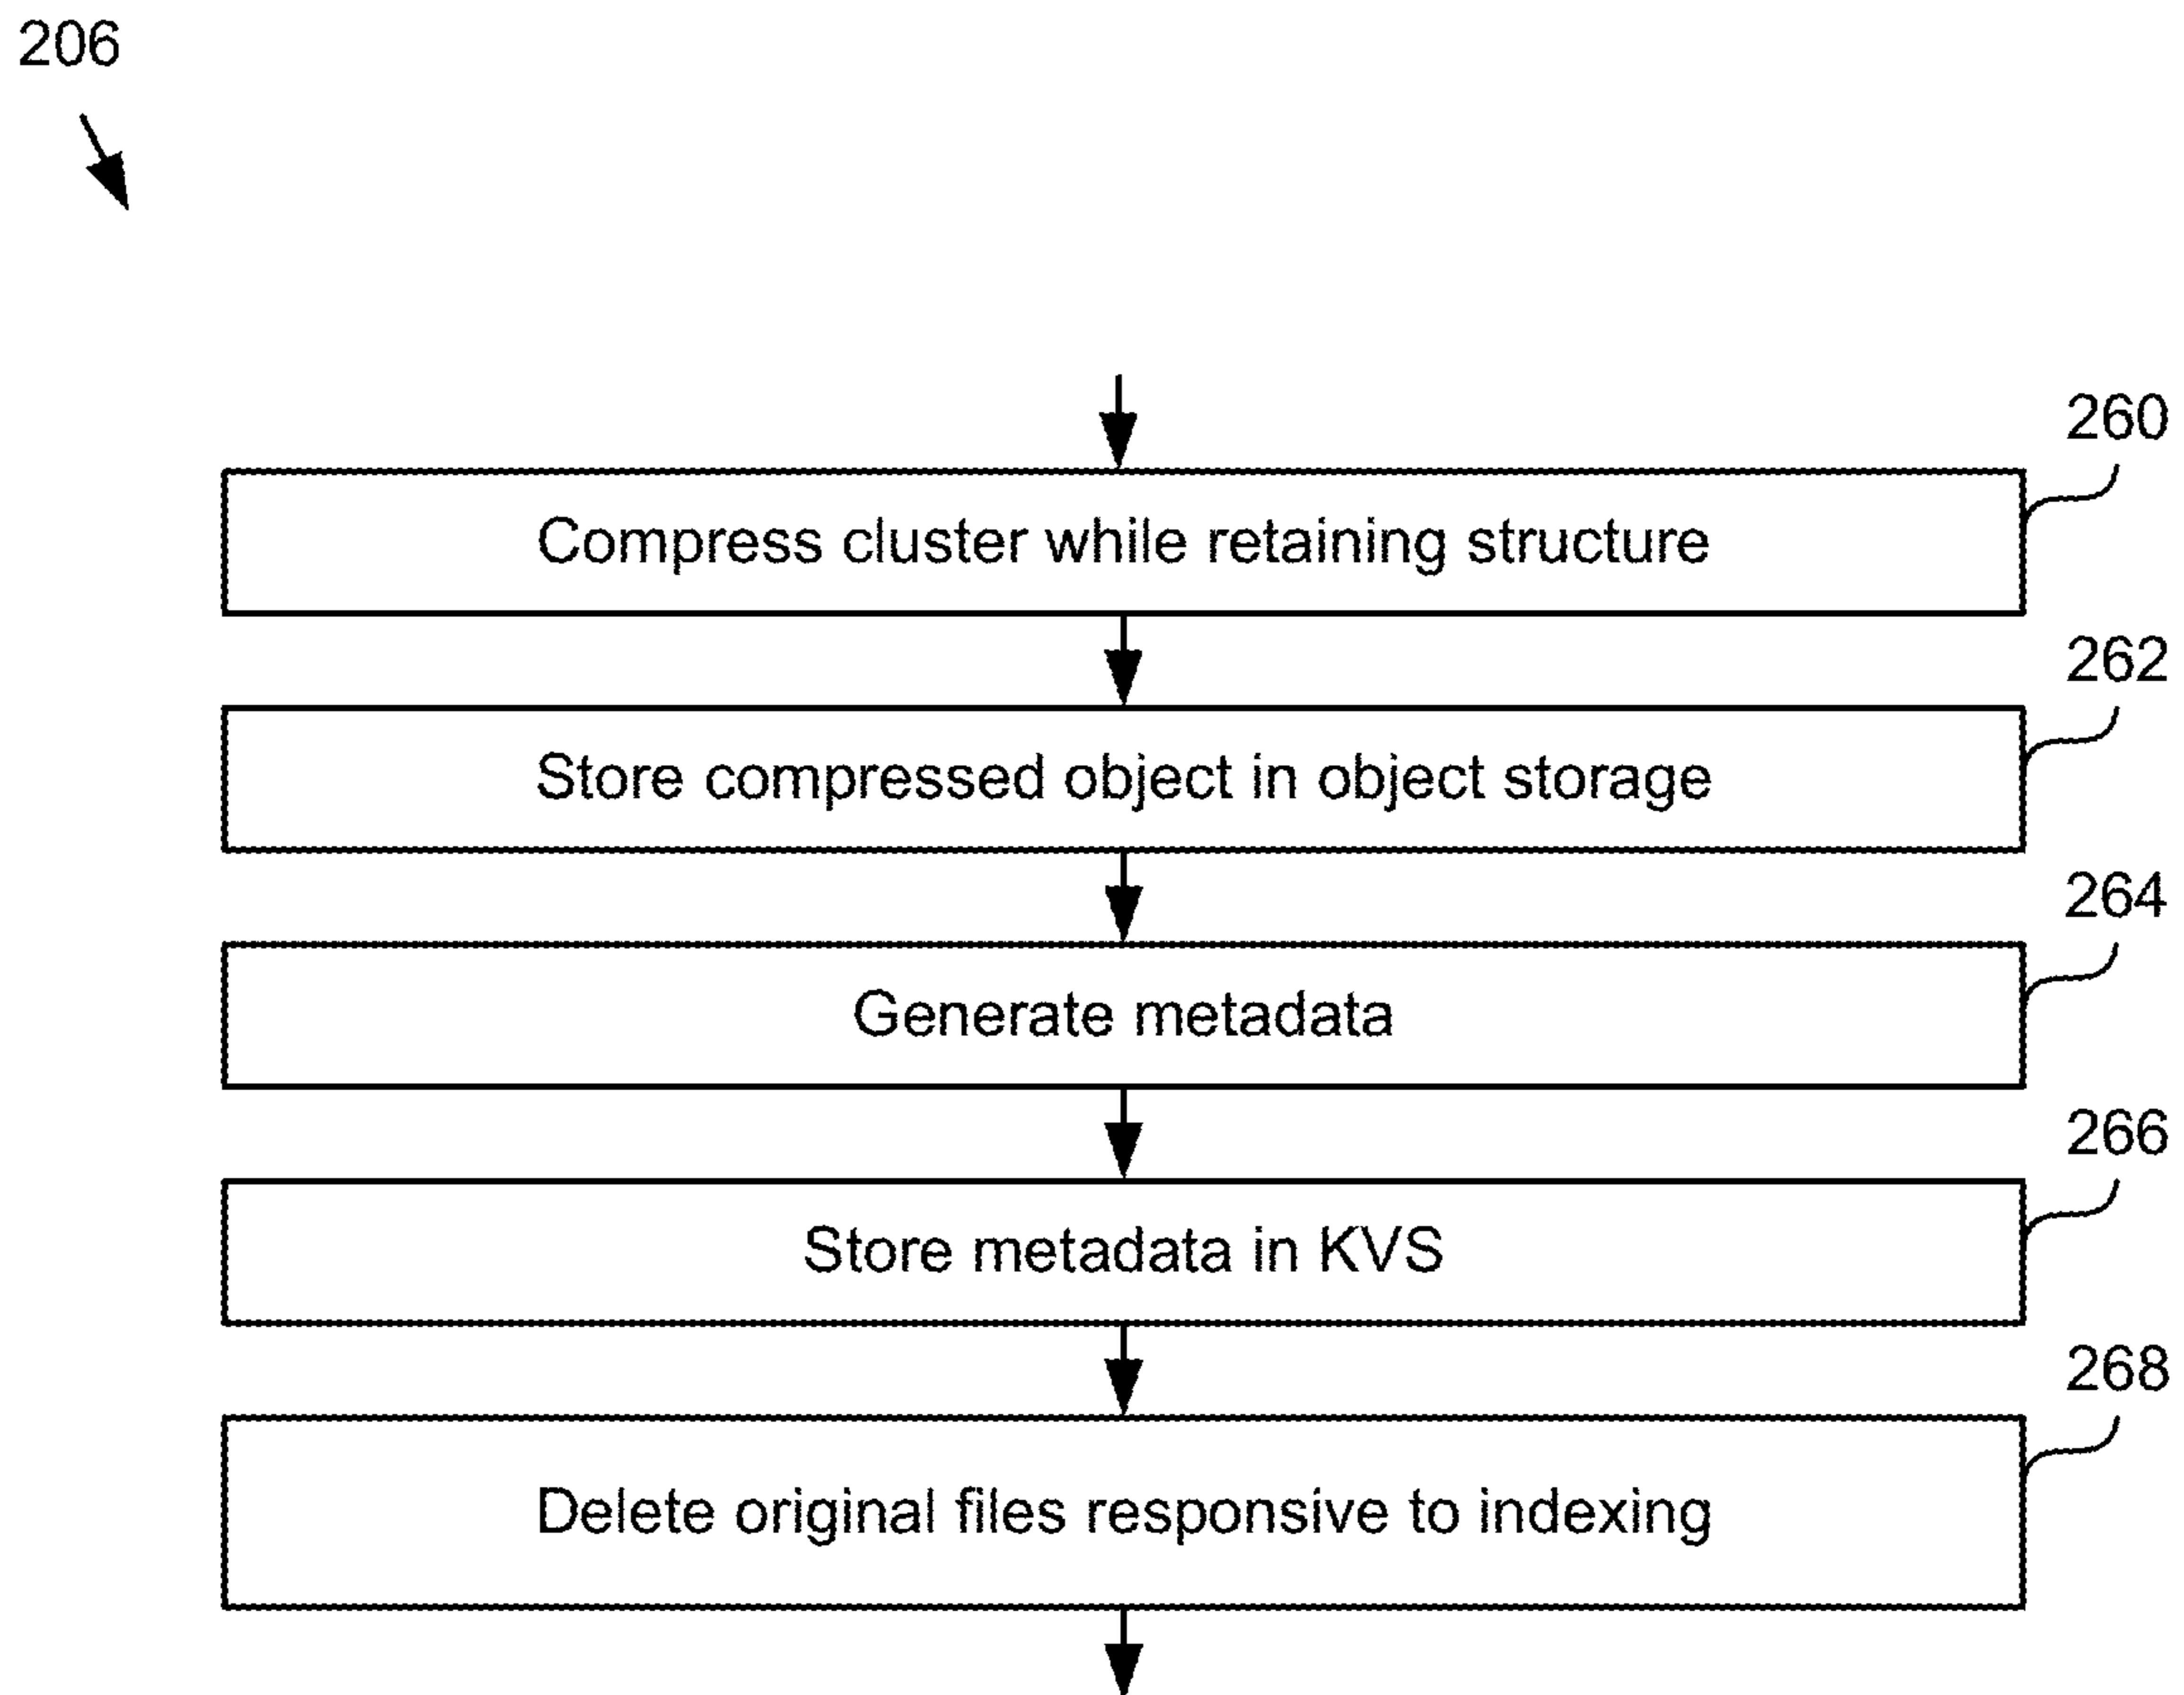 206
260
Compress cluster while retaining structure
262
Store compressed object in object storage
264
Generate metadata
266
Store metadata in KVS
268
Delete original files responsive to indexing